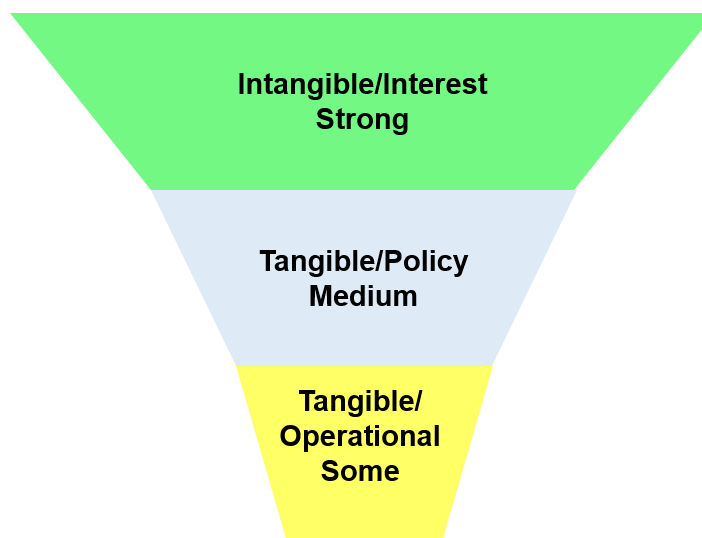 Intangible/Interest
Strong
Tangible/Policy
Medium
Tangible/
Operational
Some